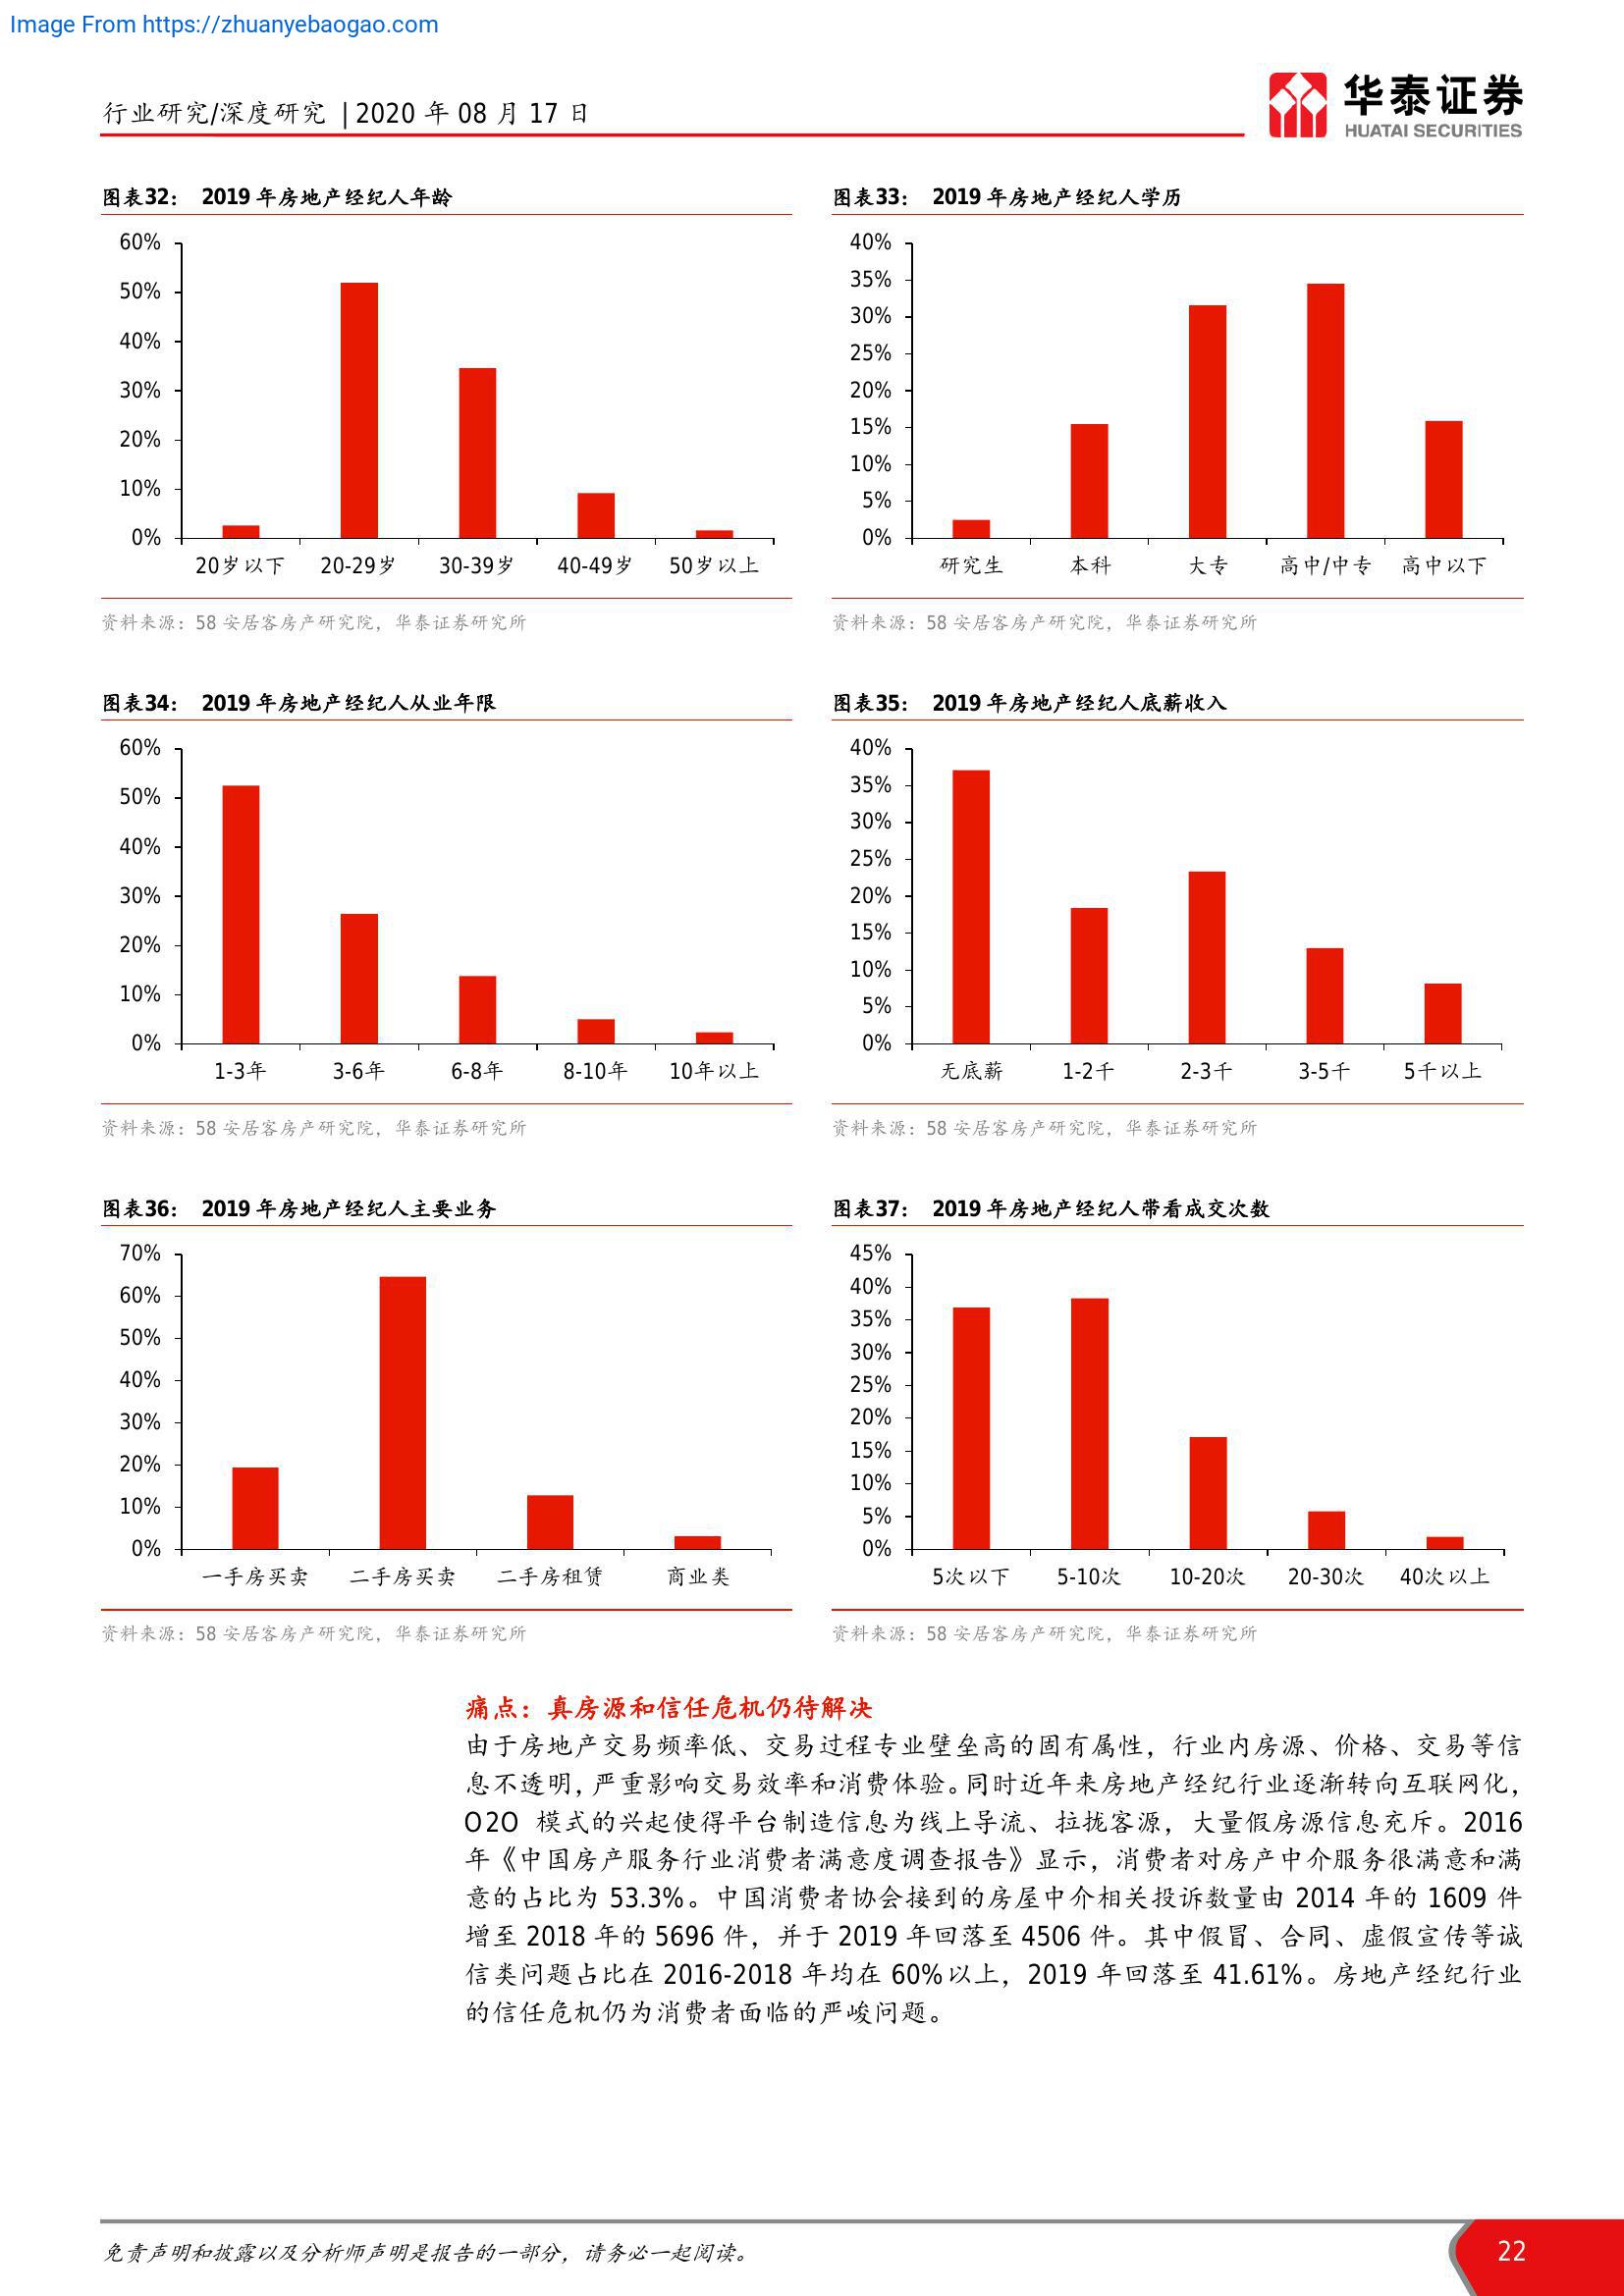 Image From https://zhuanyebaogao.com
行业研究/深度研究 | 2020 年 08 月 17 日
华泰证券
HUATAI SECURITIES
图表32： 2019 年房地产经纪人年龄
60%
50%
40%
30%
20%
10%
0%
20岁以下 20-29岁 30-39岁 40-49岁 50岁以上
资料来源：58 安居客房产研究院，华泰证券研究所
图表33： 2019 年房地产经纪人学历
40%
35%
30%
25%
20%
15%
10%
5%
0%
研究生 本科 大专 高中/中专 高中以下
资料来源：58 安居客房产研究院，华泰证券研究所
图表34： 2019 年房地产经纪人从业年限
60%
50%
40%
30%
20%
10%
0%
1-3年 3-6年 6-8年 8-10年 10年以上
资料来源：58 安居客房产研究院，华泰证券研究所
图表35： 2019 年房地产经纪人底薪收入
40%
35%
30%
25%
20%
15%
10%
5%
0%
无底薪 1-2千 2-3千 3-5千 5千以上
资料来源：58 安居客房产研究院，华泰证券研究所
图表36： 2019 年房地产经纪人主要业务
70%
60%
50%
40%
30%
20%
10%
0%
一手房买卖 二手房买卖 二手房租赁 商业类
资料来源：58 安居客房产研究院，华泰证券研究所
图表37： 2019 年房地产经纪人带看成交次数
45%
40%
35%
30%
25%
20%
15%
10%
5%
0%
5次以下 5-10次 10-20次 20-30次 40次以上
资料来源：58 安居客房产研究院，华泰证券研究所
痛点：真房源和信任危机仍待解决
由于房地产交易频率低、交易过程专业壁垒高的固有属性，行业内房源、价格、交易等信
息不透明，严重影响交易效率和消费体验。同时近年来房地产经纪行业逐渐转向互联网化，
O2O 模式的兴起使得平台制造信息为线上导流、拉拢客源，大量假房源信息充斥。2016
年《中国房产服务行业消费者满意度调查报告》显示，消费者对房产中介服务很满意和满
意的占比为 53.3%。中国消费者协会接到的房屋中介相关投诉数量由 2014 年的 1609 件
增至 2018 年的 5696 件，并于 2019 年回落至 4506 件。其中假冒、合同、虚假宣传等诚
信类问题占比在 2016-2018 年均在 60%以上，2019 年回落至 41.61%。房地产经纪行业
的信任危机仍为消费者面临的严峻问题。
免责声明和披露以及分析师声明是报告的一部分，请务必一起阅读。
22